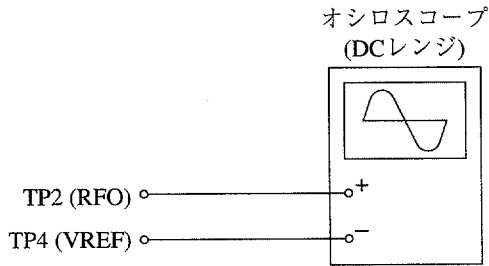 オシロスコープ
(DCレンジ)
TP2 (RFO)
+
TP4 (VREF)
−